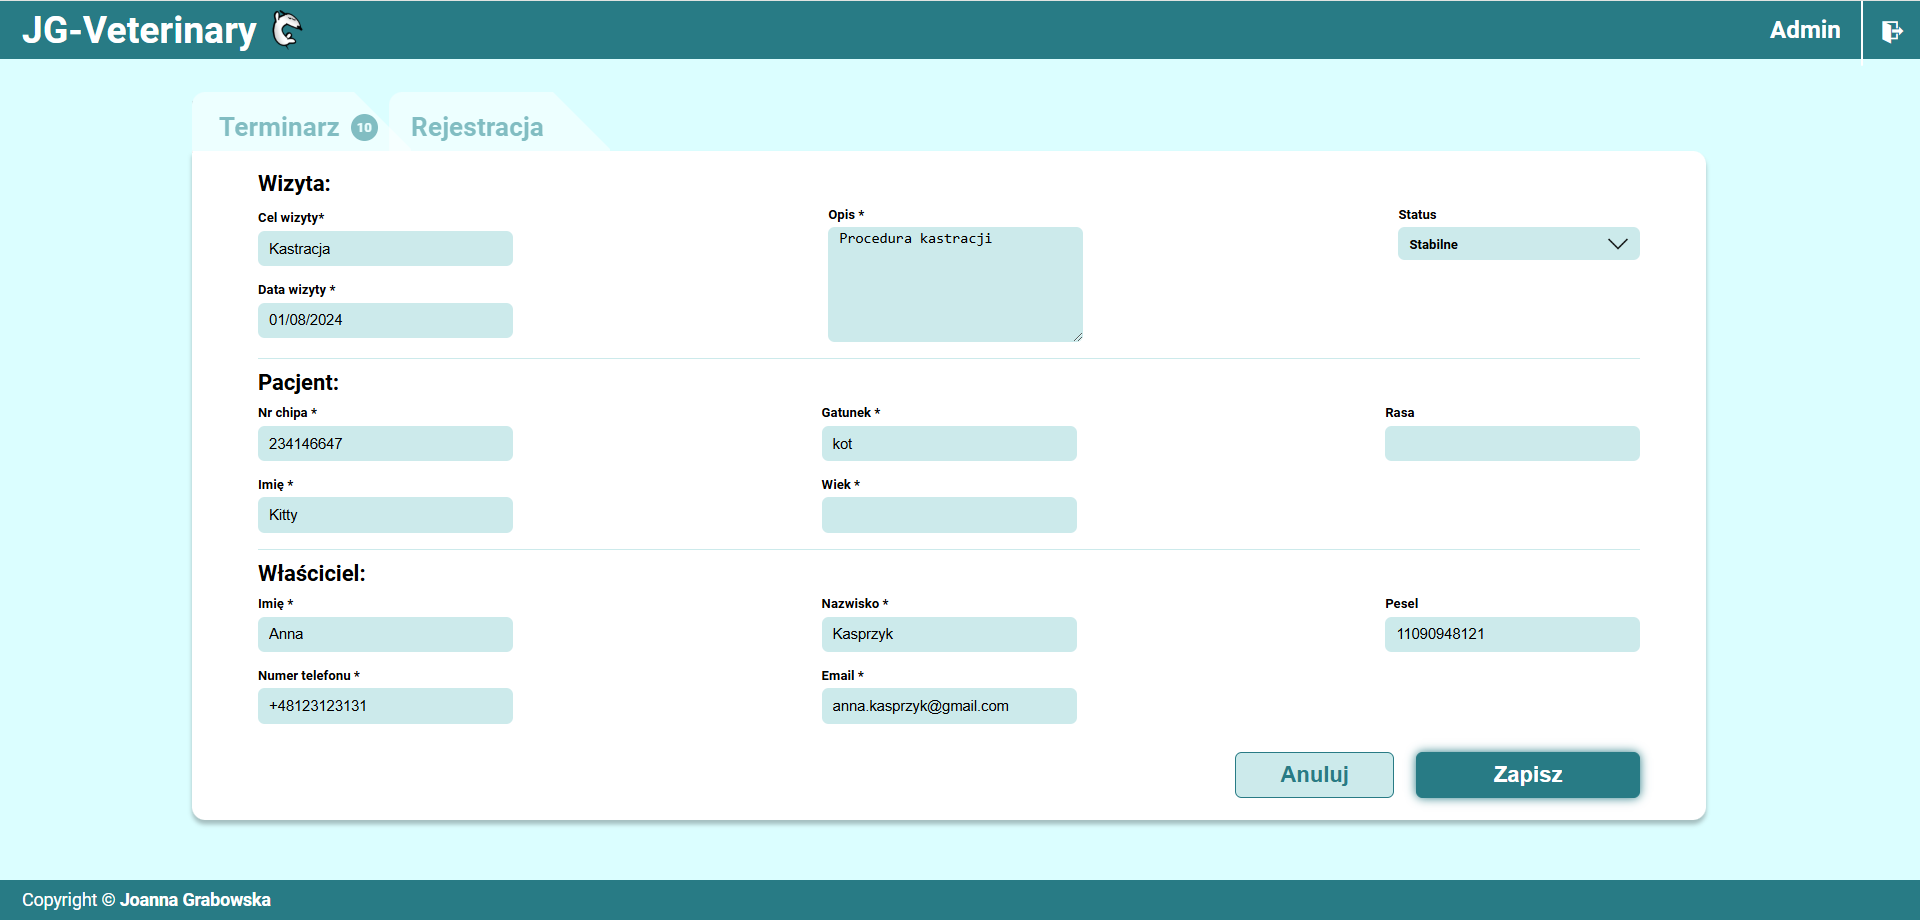 JG-Veterinary
Admin
Terminarz 10
Rejestracja
Wizyta:
Cel wizyty*
Kastracja
Data wizyty *
01/08/2024
Opis *
Procedura kastracji
Status
Stabilne
Pacjent:
Nr chipa *
234146647
Gatunek *
kot
Rasa
Imię *
Kitty
Wiek *
Właściciel:
Imię *
Anna
Nazwisko *
Kasprzyk
Pesel
11090948121
Numer telefonu *
+48123123131
Email *
anna.kasprzyk@gmail.com
Anuluj
Zapisz
Copyright © Joanna Grabowska